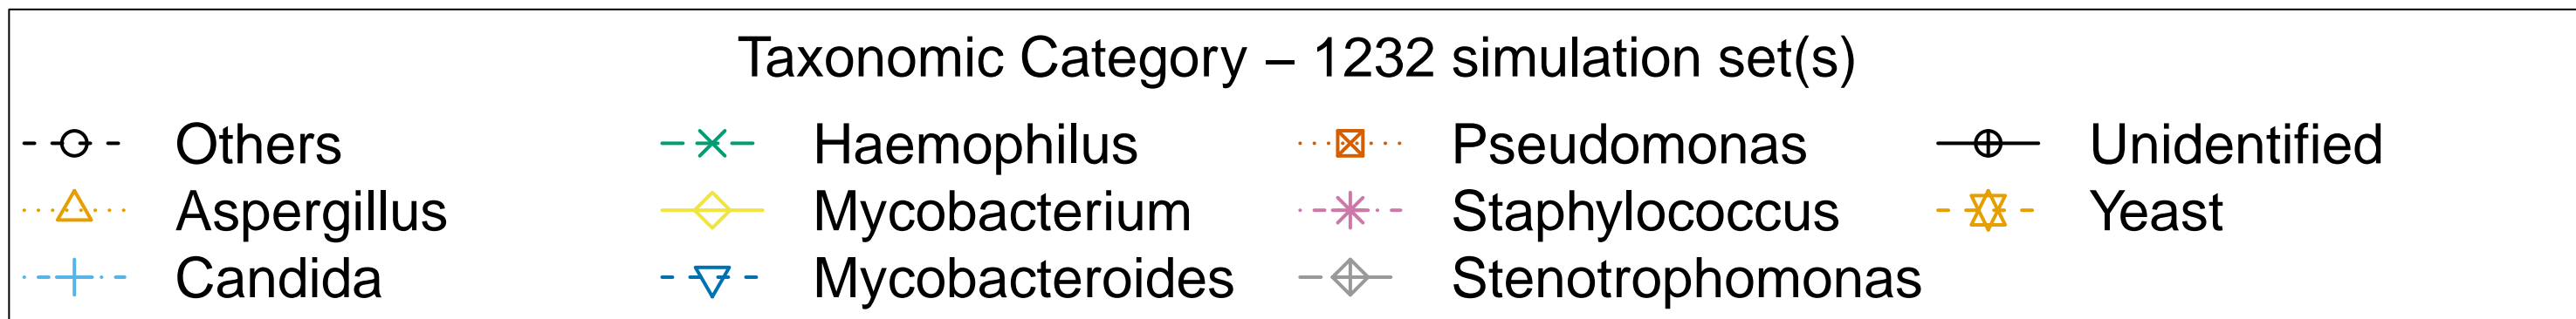 Taxonomic Category – 1232 simulation set(s)
Others Haemophilus Pseudomonas Unidentified
Aspergillus Mycobacterium Staphylococcus Yeast
Candida Mycobacteroides Stenotrophomonas